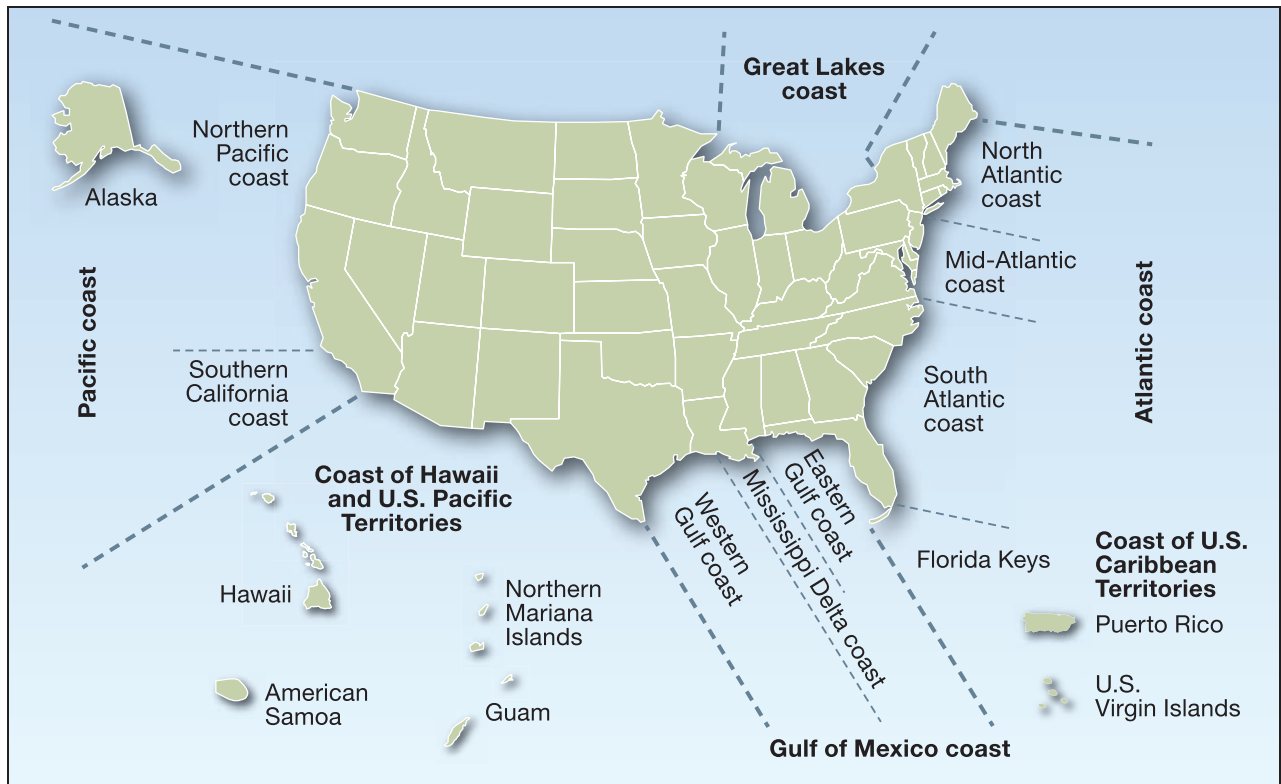 Great Lakes
coast
Northern
Pacific
coast
Alaska
North
Atlantic
coast
Mid-Atlantic
coast
Pacific coast
Atlantic coast
Southern
California
coast
South
Atlantic
coast
Coast of Hawaii
and U.S. Pacific
Territories
Western
Gulf coast
Mississippi Delta coast
Eastern
Gulf coast
Florida Keys
Coast of U.S.
Caribbean
Territories
Hawaii
Northern
Mariana
Islands
Puerto Rico
American
Samoa
Guam
U.S.
Virgin Islands
Gulf of Mexico coast